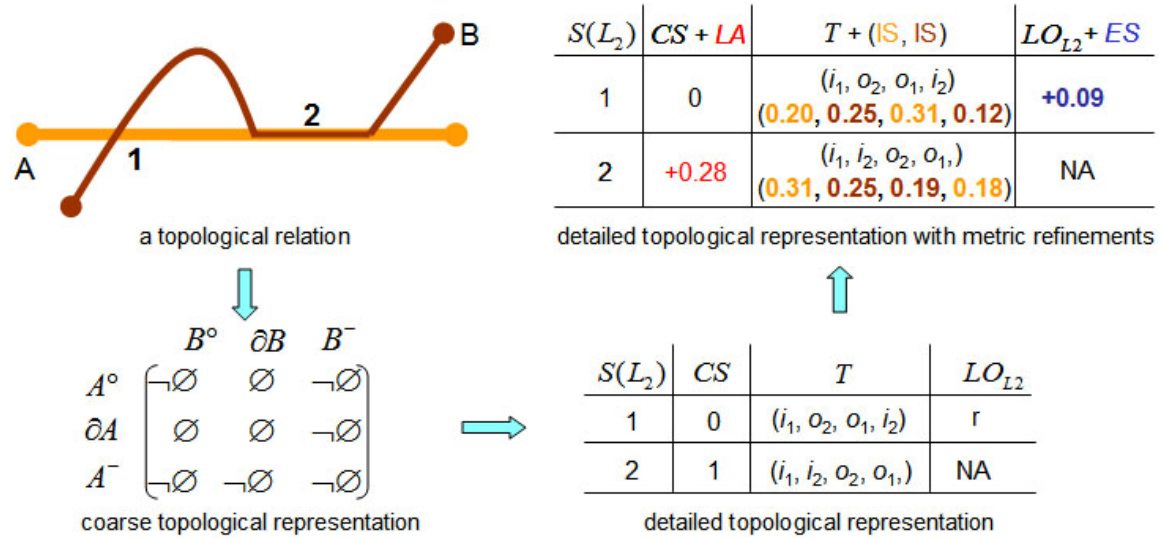 A
1
2
B
a topological relation
S(L₂) CS + LA T + (IS, IS) LO_L2 + ES
1 0 (i₁, o₂, o₁, i₂) +0.09
(0.20, 0.25, 0.31, 0.12)
2 +0.28 (i₁, i₂, o₂, o₁,) NA
(0.31, 0.25, 0.19, 0.18)
detailed topological representation with metric refinements
B° ∂B B⁻
A° ¬∅ ∅ ¬∅
∂A ∅ ∅ ¬∅
A⁻ ¬∅ ¬∅ ¬∅
coarse topological representation
S(L₂) CS T LO_L2
1 0 (i₁, o₂, o₁, i₂) r
2 1 (i₁, i₂, o₂, o₁,) NA
detailed topological representation